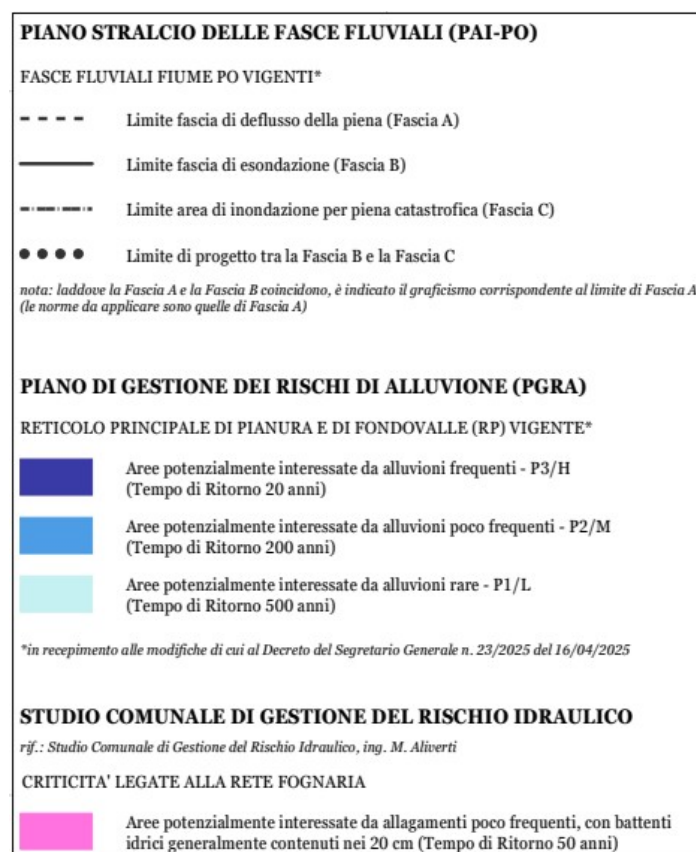 PIANO STRALCIO DELLE FASCE FLUVIALI (PAI-PO)
FASCE FLUVIALI FIUME PO VIGENTI*
Limite fascia di deflusso della piena (Fascia A)
Limite fascia di esondazione (Fascia B)
Limite area di inondazione per piena catastrofica (Fascia C)
Limite di progetto tra la Fascia B e la Fascia C
nota: laddove la Fascia A e la Fascia B coincidono, è indicato il graficismo corrispondente al limite di Fascia A
(le norme da applicare sono quelle di Fascia A)
PIANO DI GESTIONE DEI RISCHI DI ALLUVIONE (PGRA)
RETICOLO PRINCIPALE DI PIANURA E DI FONDOVALLE (RP) VIGENTE*
Aree potenzialmente interessate da alluvioni frequenti - P3/H
(Tempo di Ritorno 20 anni)
Aree potenzialmente interessate da alluvioni poco frequenti - P2/M
(Tempo di Ritorno 200 anni)
Aree potenzialmente interessate da alluvioni rare - P1/L
(Tempo di Ritorno 500 anni)
*in recepimento alle modifiche di cui al Decreto del Segretario Generale n. 23/2025 del 16/04/2025
STUDIO COMUNALE DI GESTIONE DEL RISCHIO IDRAULICO
rif.: Studio Comunale di Gestione del Rischio Idraulico, ing. M. Aliverti
CRITICITA' LEGATE ALLA RETE FOGNARIA
Aree potenzialmente interessate da allagamenti poco frequenti, con battenti
idrici generalmente contenuti nei 20 cm (Tempo di Ritorno 50 anni)